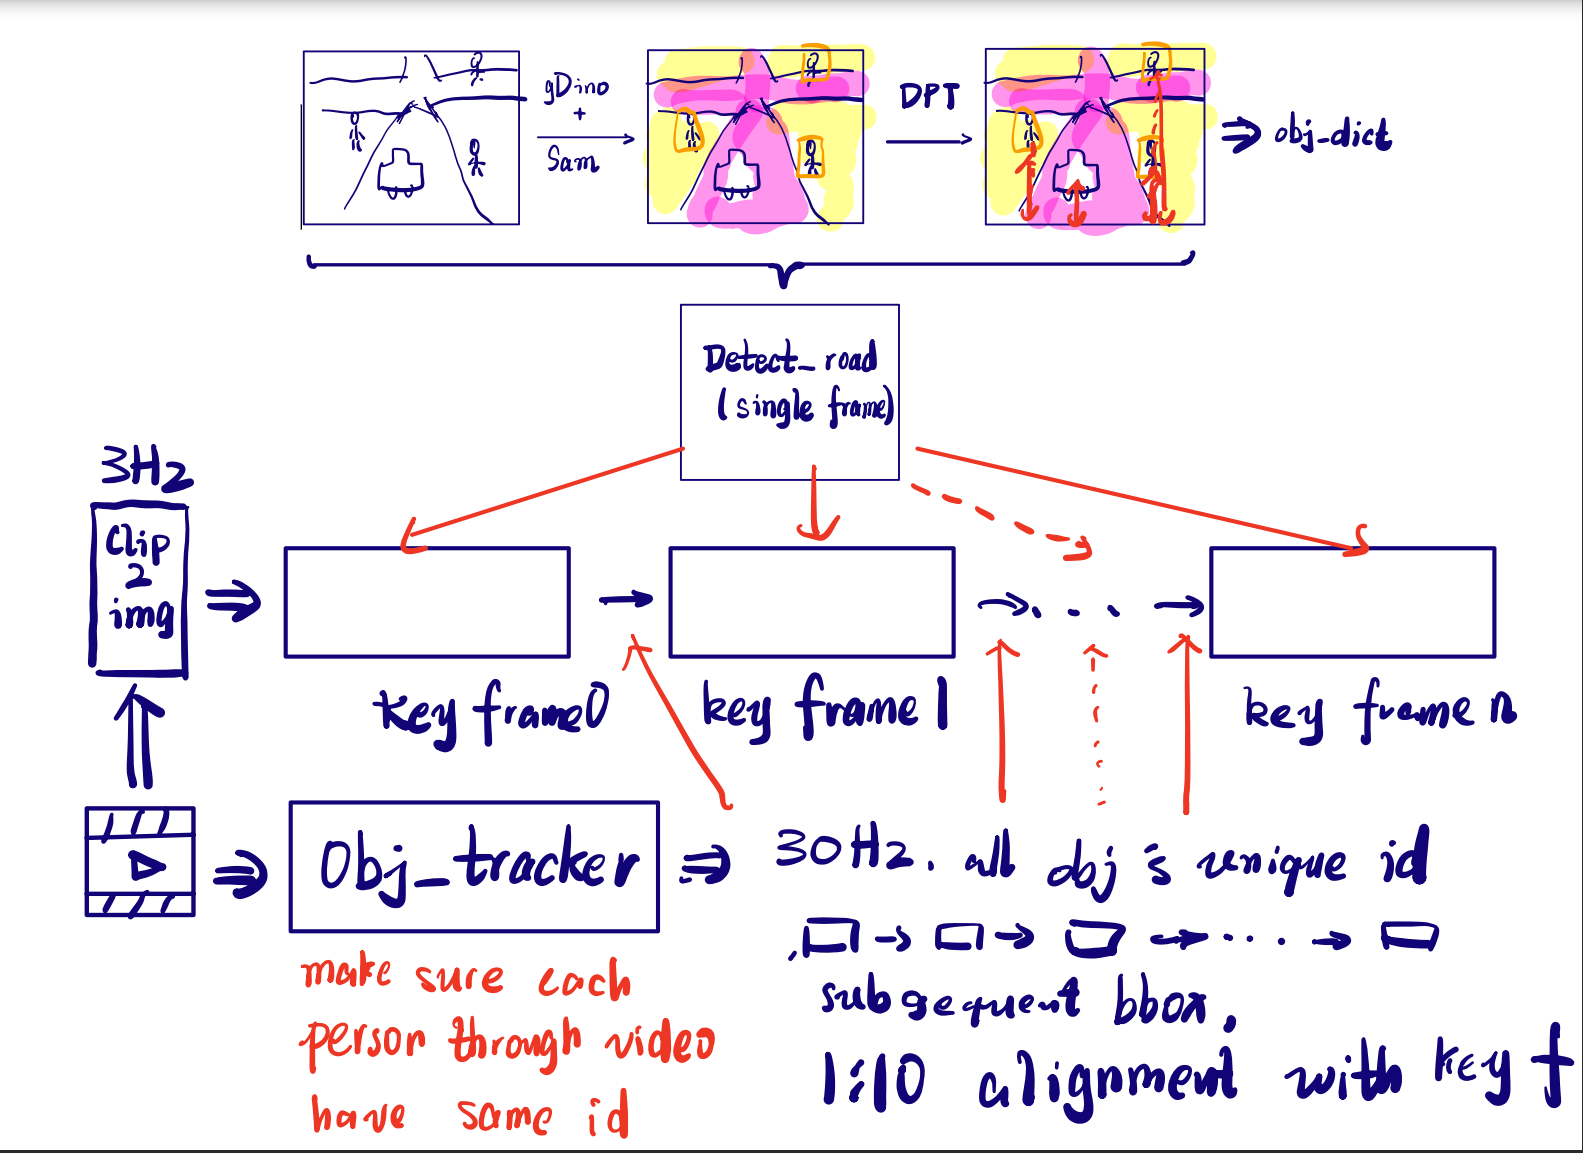 gDino
+
Sam
DPT
obj_dict
Detect_road
(single frame)
3Hz
Clip
2
img
key frame0
key frame 1
key frame n
Obj_tracker
30Hz. all obj's unique id
subsequent bbox,
1:10 alignment with key f
make sure each
person through video
have same id